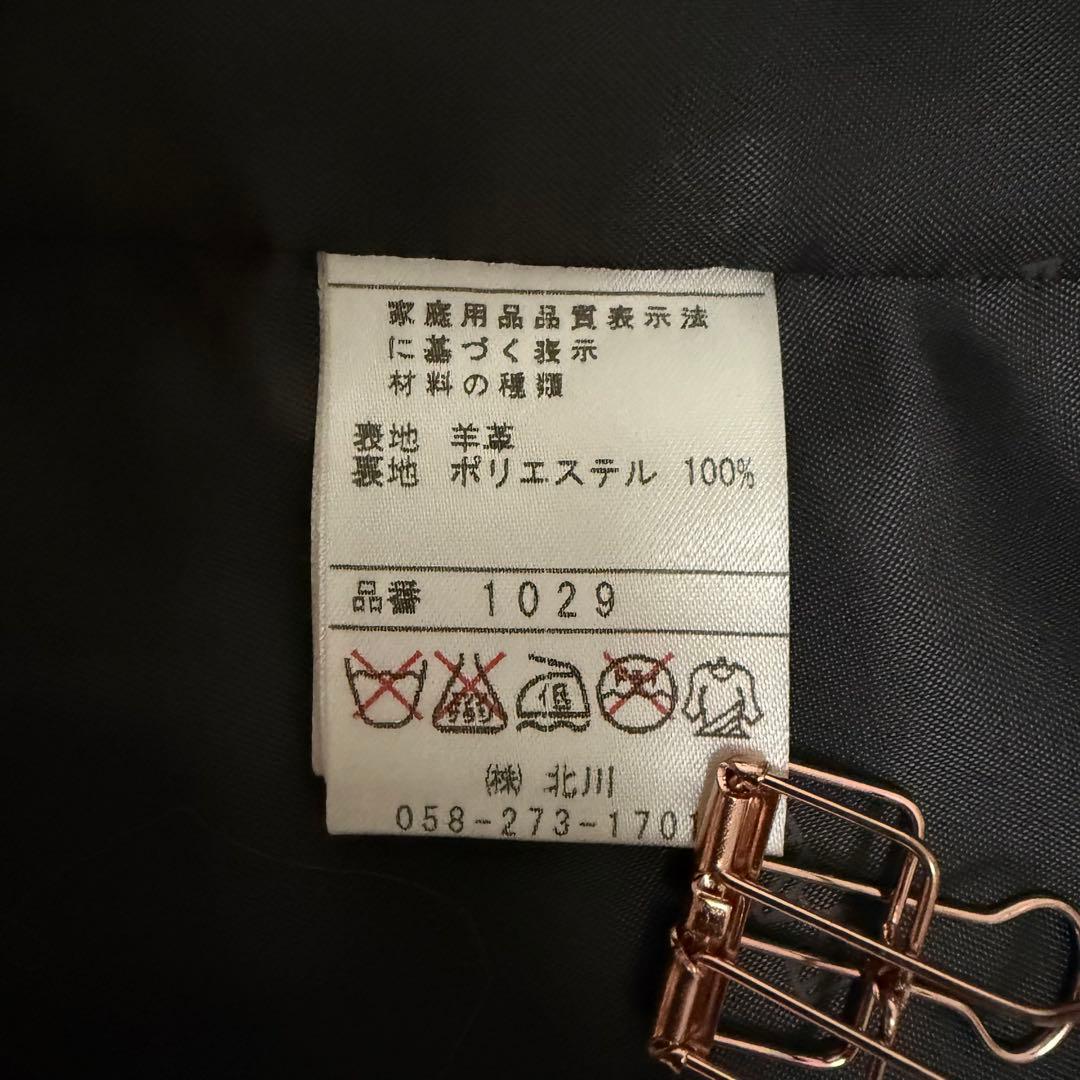 家庭用品品質表示法
に基づく表示
材料の種類
表地 羊革
裏地 ポリエステル 100%
品番 1029
低
㈱ 北川
058-273-1701